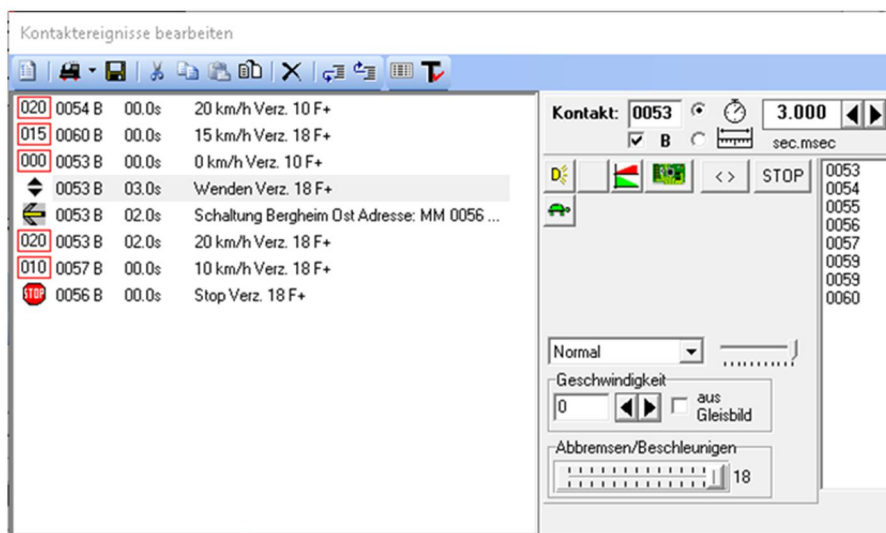 Kontaktereignisse bearbeiten
020 0054 B 00.0s 20 km/h Verz. 10 F+
015 0060 B 00.0s 15 km/h Verz. 18 F+
000 0053 B 00.0s 0 km/h Verz. 10 F+
0053 B 03.0s Wenden Verz. 18 F+
0053 B 02.0s Schaltung Bergheim Ost Adresse: MM 0056 ...
020 0053 B 02.0s 20 km/h Verz. 18 F+
010 0057 B 00.0s 10 km/h Verz. 18 F+
STOP 0056 B 00.0s Stop Verz. 18 F+
Kontakt: 0053 3.000
B sec.msec
D <> STOP
0053
0054
0055
0056
0057
0059
0059
0060
Normal
Geschwindigkeit
0 aus Gleisbild
Abbremsen/Beschleunigen
18